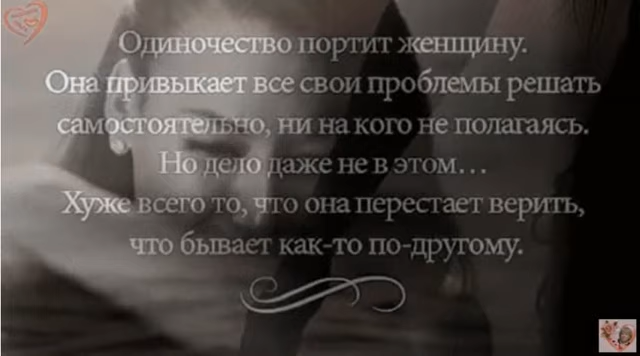 Одиночество портит женщину.
Она привыкает все свои проблемы решать
самостоятельно, ни на кого не полагаясь.
Но дело даже не в этом...
Хуже всего то, что она перестает верить,
что бывает как-то по-другому.